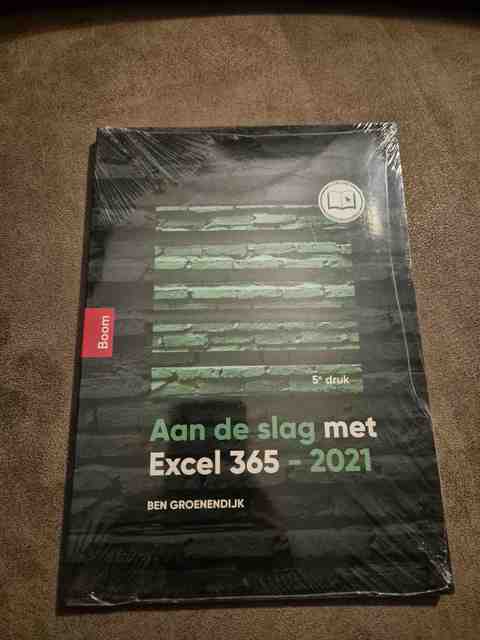 Boom
5e druk
Aan de slag met
Excel 365 - 2021
BEN GROENENDIJK